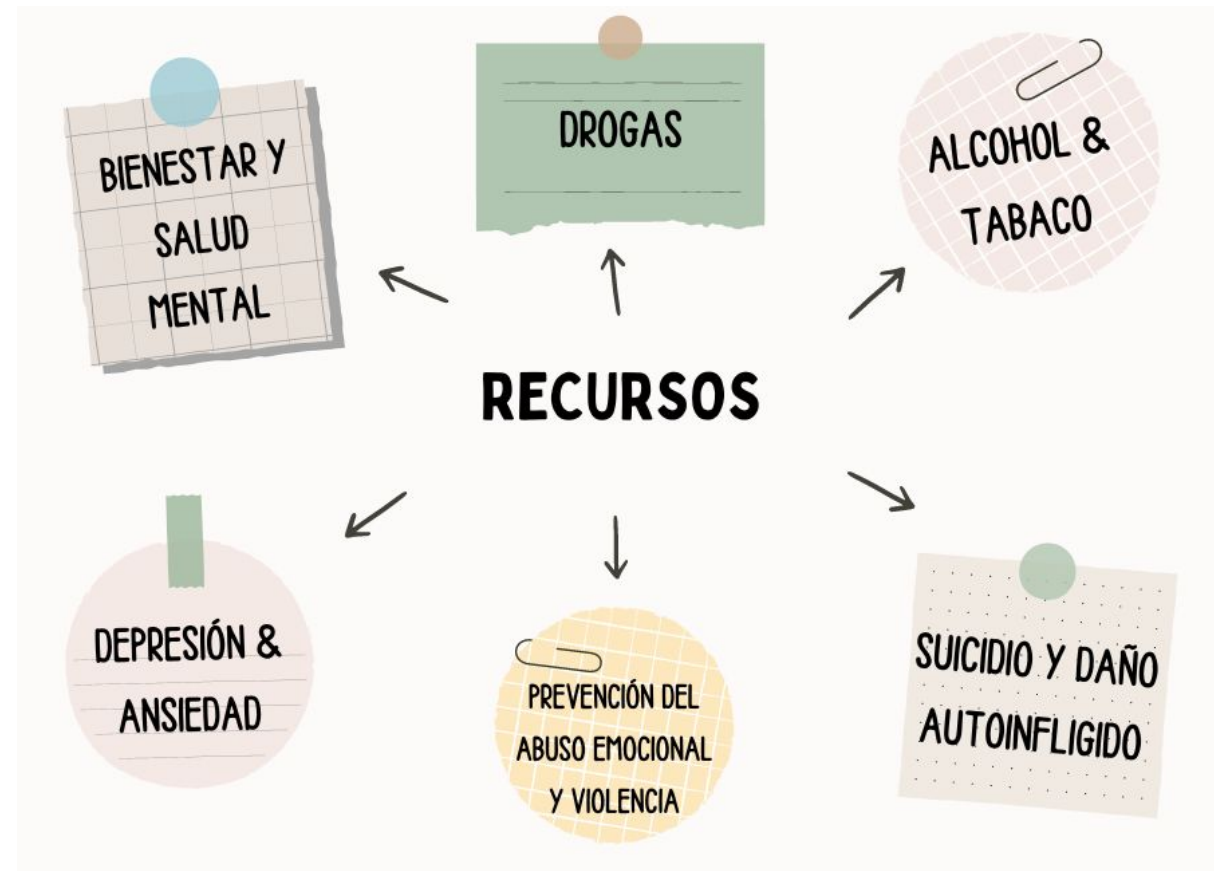 BIENESTAR Y
SALUD
MENTAL
DROGAS
ALCOHOL &
TABACO
RECURSOS
DEPRESIÓN &
ANSIEDAD
PREVENCIÓN DEL
ABUSO EMOCIONAL
Y VIOLENCIA
SUICIDIO Y DAÑO
AUTOINFLIGIDO